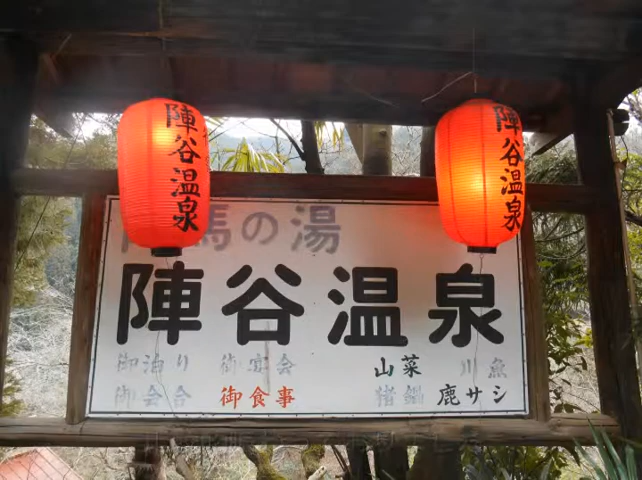 陣谷温泉
陣谷温泉
馬の湯
陣谷温泉
御泊り 御宴会 山菜 川魚
御会合 御食事 猪鍋 鹿サシ